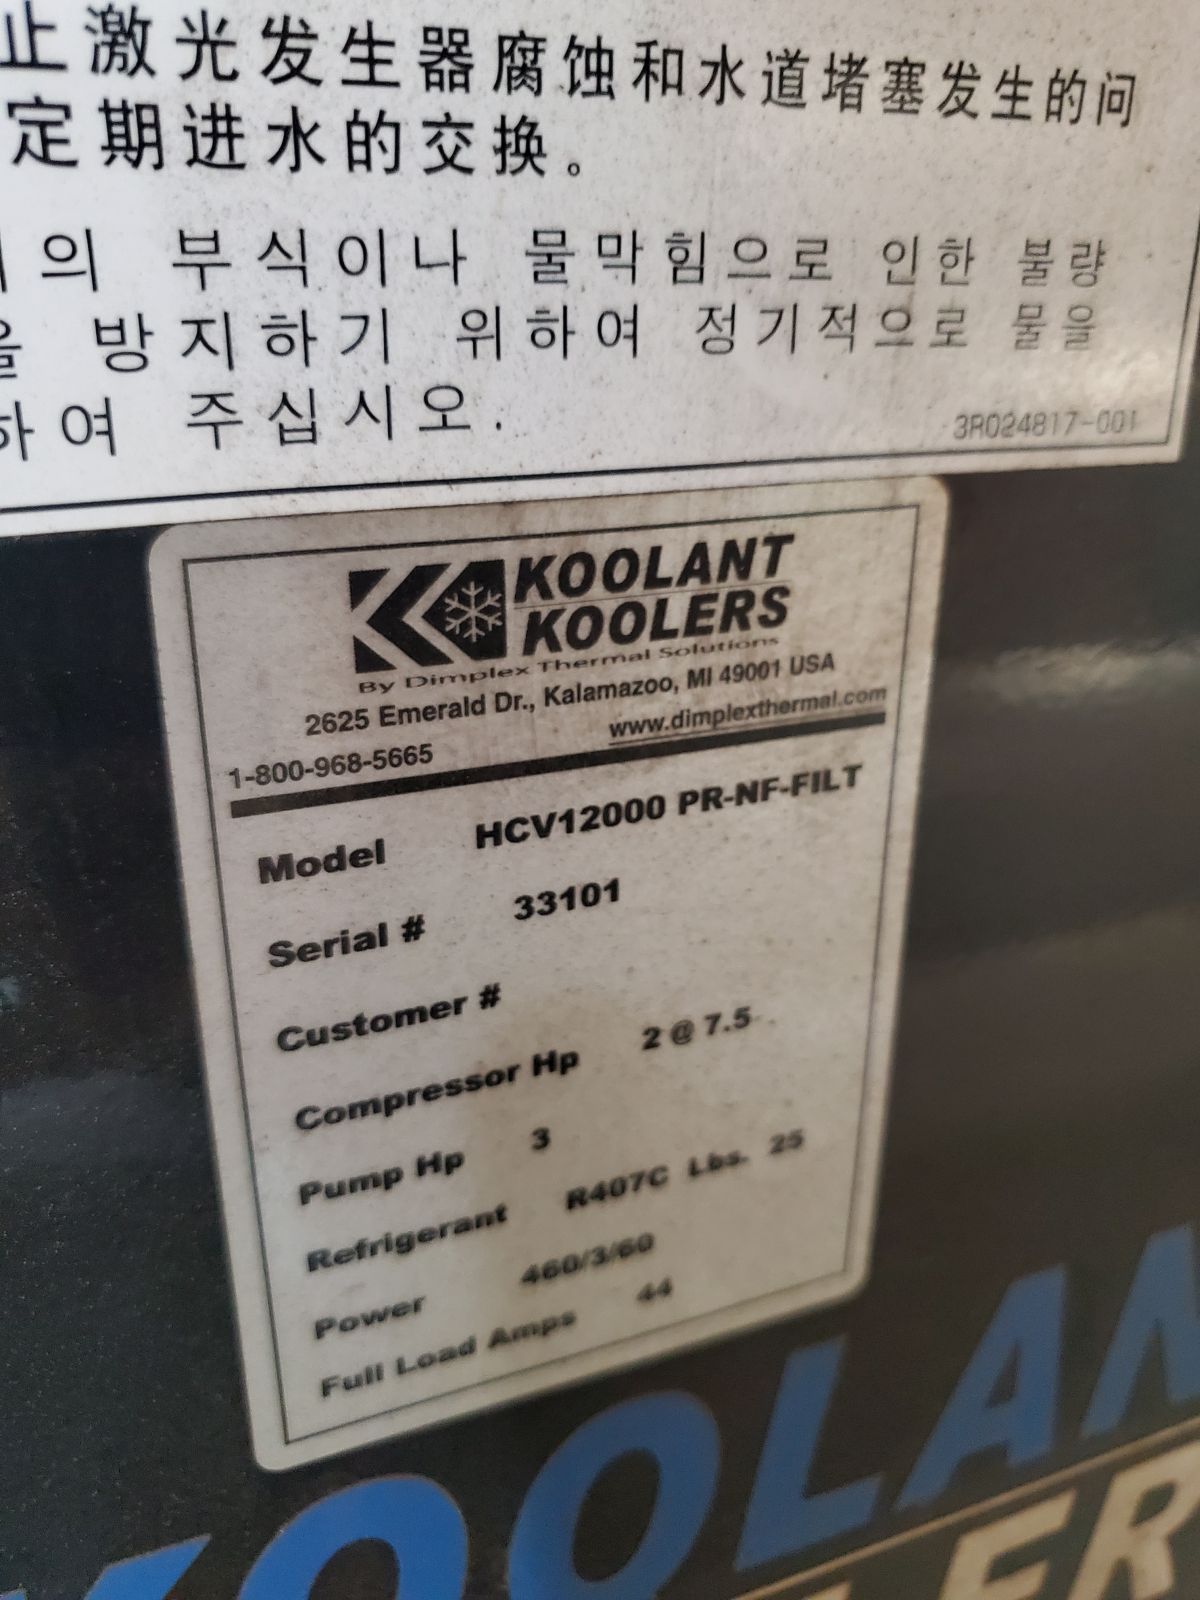 止激光发生器腐蚀和水道堵塞发生的问
定期进水的交换。
의 부식이나 물막힘으로 인한 불량
을 방지하기 위하여 정기적으로 물을
하여 주십시오.
3R024817-001
KOOLANT
KOOLERS
By Dimplex Thermal Solutions
2625 Emerald Dr., Kalamazoo, MI 49001 USA
1-800-968-5665 www.dimplexthermal.com
Model HCV12000 PR-NF-FILT
Serial # 33101
Customer #
Compressor Hp 2 @ 7.5
Pump Hp 3
Refrigerant R407C Lbs. 25
Power 460/3/60
Full Load Amps 44